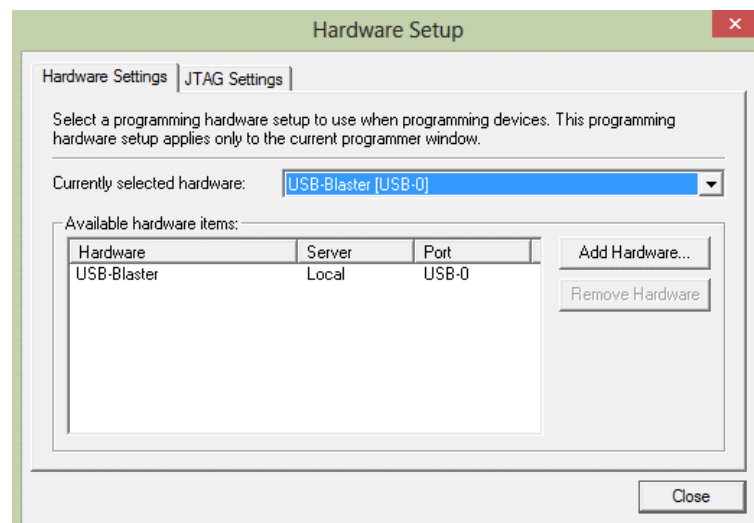 Hardware Setup
Hardware Settings JTAG Settings
Select a programming hardware setup to use when programming devices. This programming
hardware setup applies only to the current programmer window.
Currently selected hardware: USB-Blaster [USB-0]
Available hardware items:
Hardware Server Port
USB-Blaster Local USB-0
Add Hardware...
Remove Hardware
Close